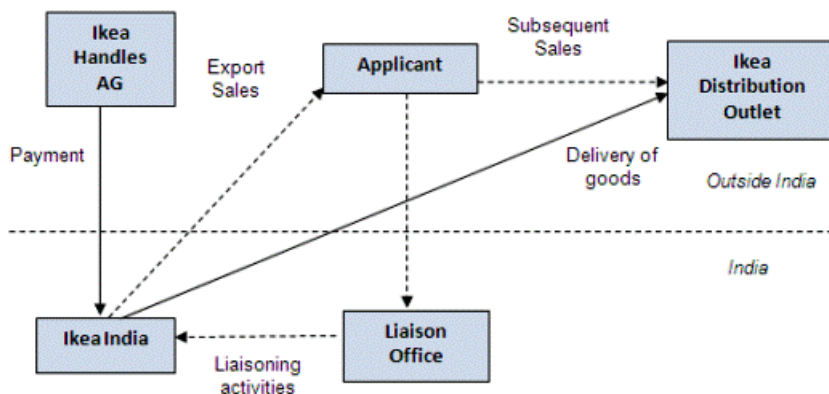 Ikea
Handles
AG
Export
Sales
Applicant
Subsequent
Sales
Ikea
Distribution
Outlet
Payment
Delivery of
goods
Outside India
India
Ikea India
Liaisoning
activities
Liaison
Office